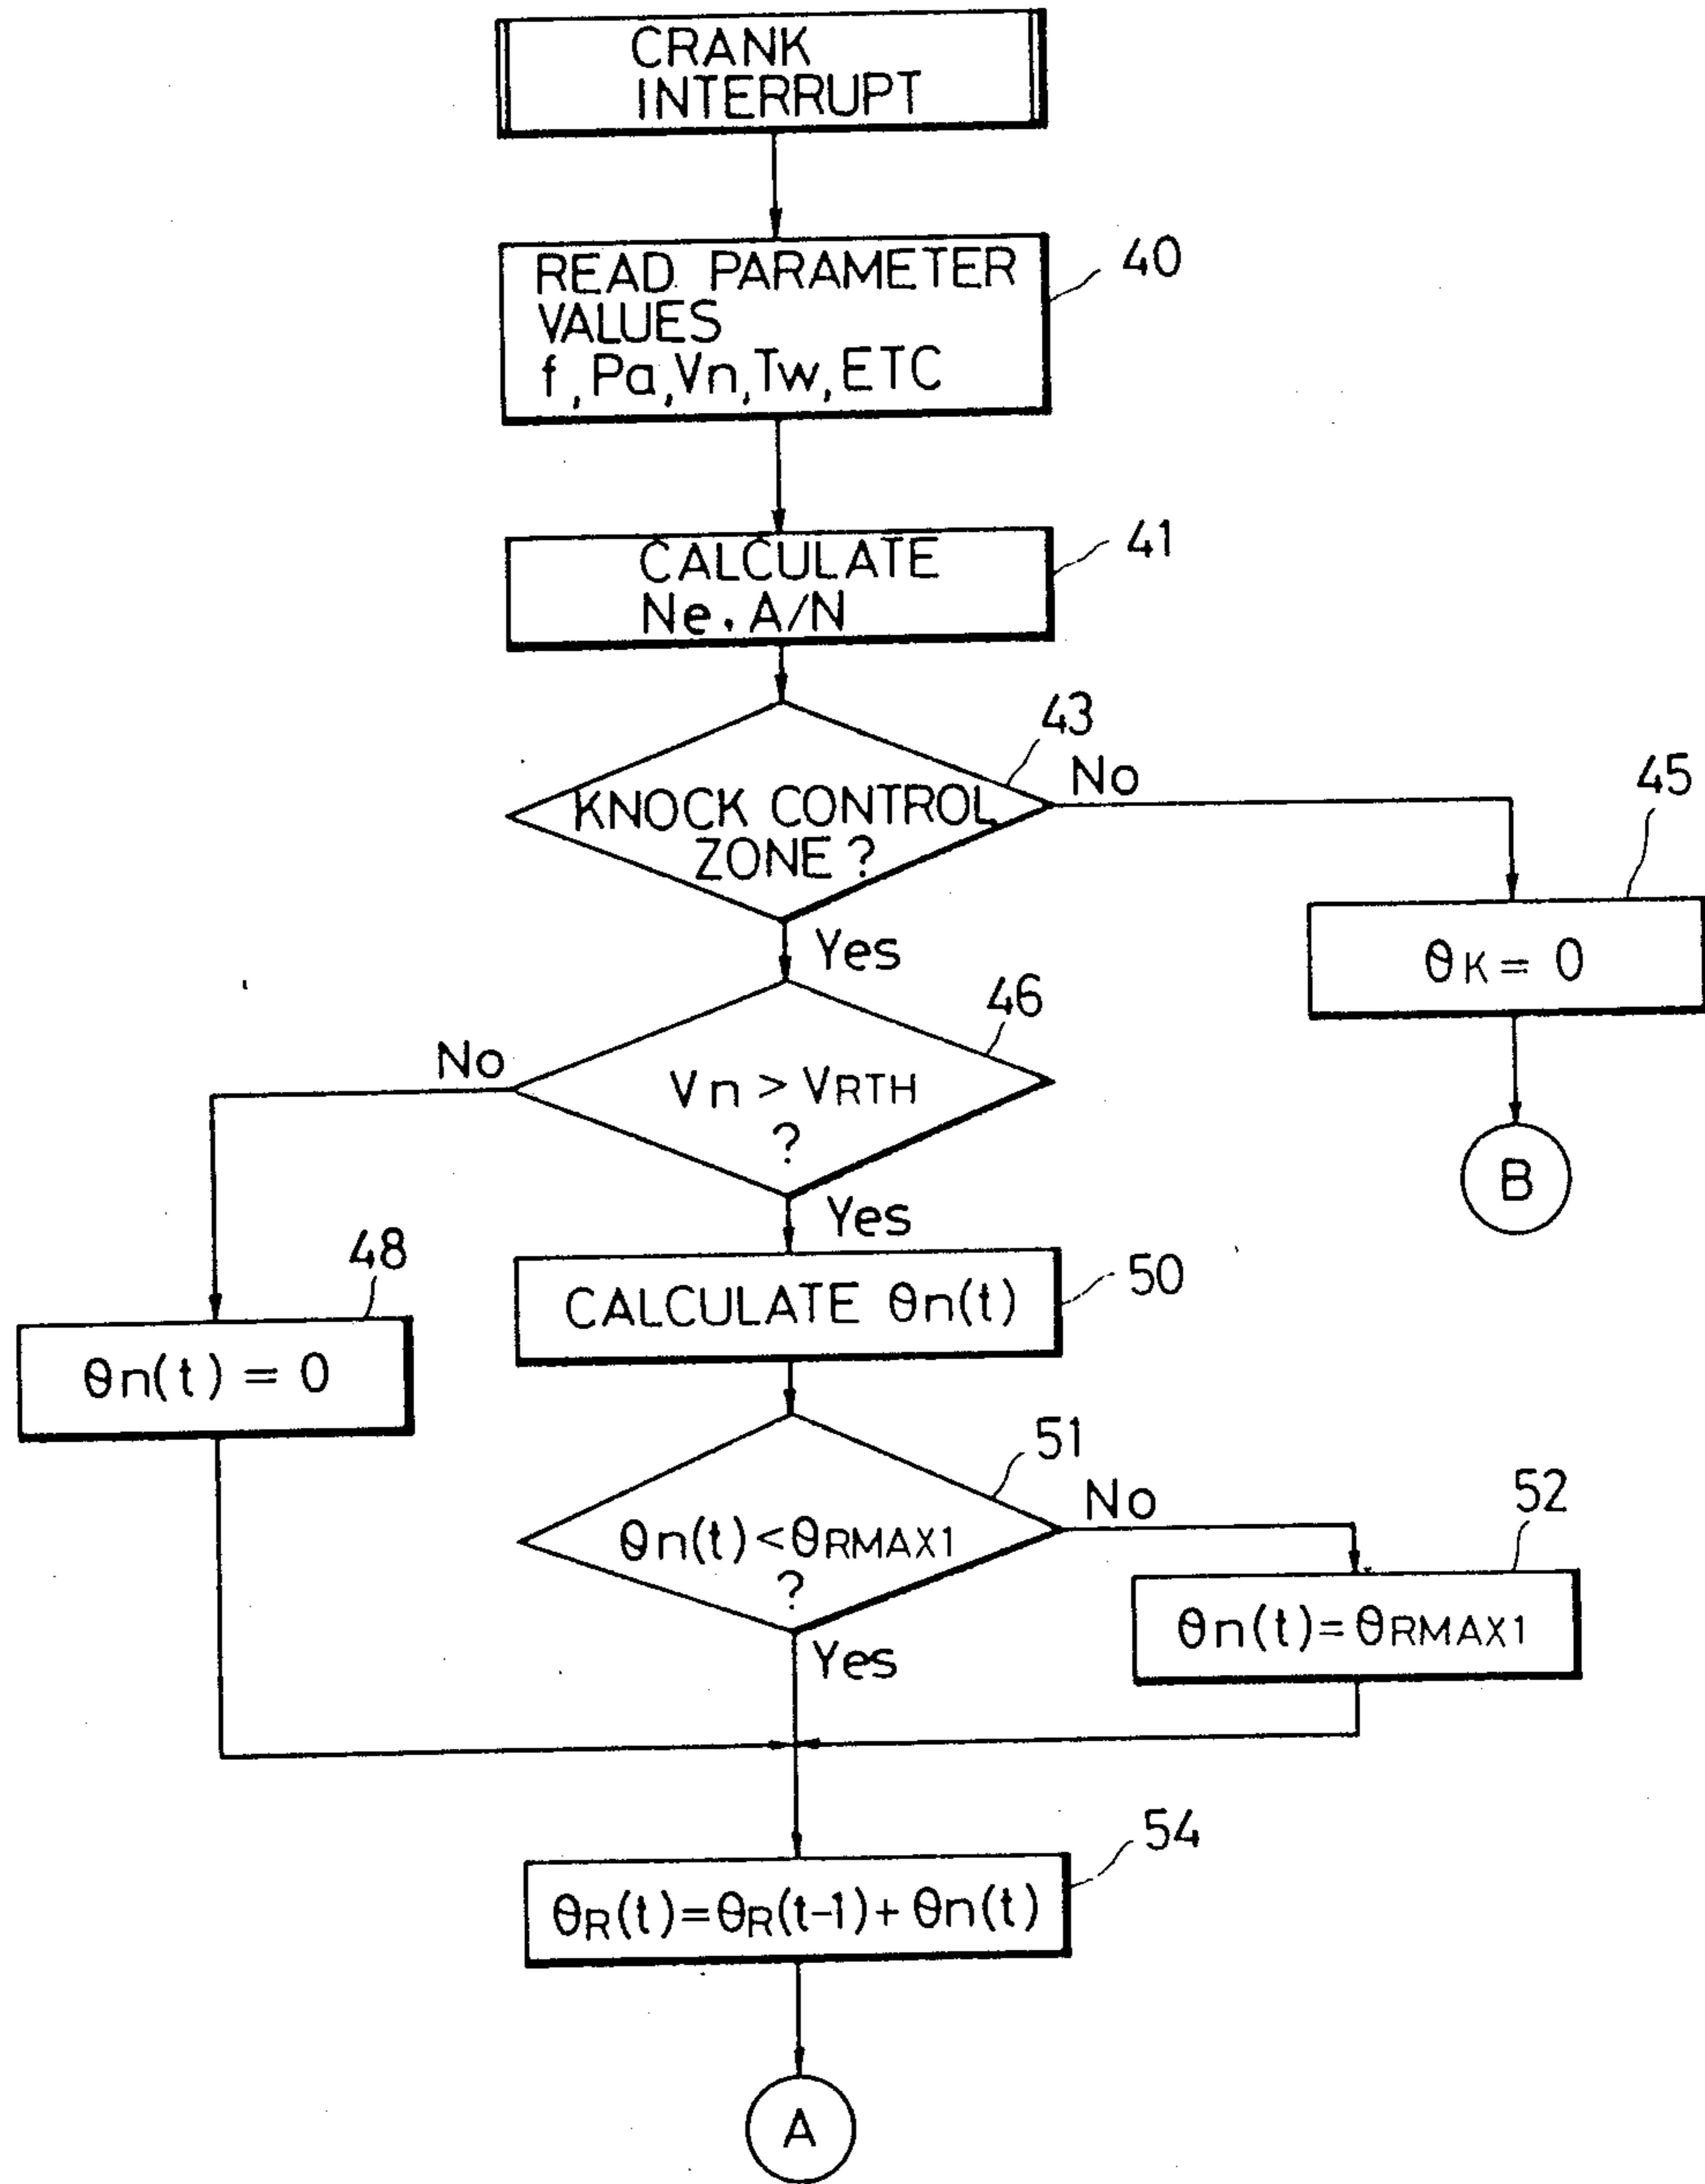 CRANK
INTERRUPT
READ PARAMETER
VALUES
f, Pa, Vn, Tw, ETC
40
CALCULATE
Ne, A/N
41
KNOCK CONTROL
ZONE ?
43
No
Yes
45
θK = 0
B
46
Vn > VRTH
?
No
Yes
48
θn(t) = 0
CALCULATE θn(t)
50
51
θn(t) < θRMAX1
?
No
Yes
52
θn(t) = θRMAX1
54
θR(t) = θR(t-1) + θn(t)
A